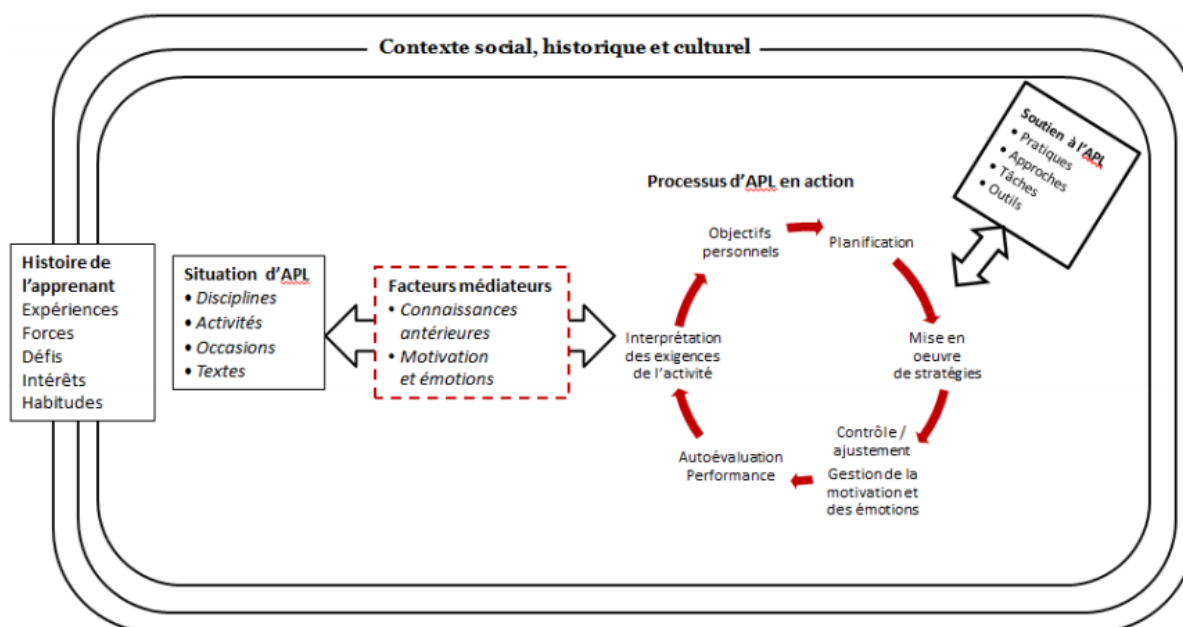 Contexte social, historique et culturel
Soutien à l'APL
• Pratiques
• Approches
• Tâches
• Outils
Histoire de
l'apprenant
Expériences
Forces
Défis
Intérêts
Habitudes
Situation d'APL
• Disciplines
• Activités
• Occasions
• Textes
Facteurs médiateurs
• Connaissances
antérieures
• Motivation
et émotions
Processus d'APL en action
Objectifs
personnels
Planification
Mise en
oeuvre
de stratégies
Contrôle /
ajustement
Gestion de la
motivation et
des émotions
Autoévaluation
Performance
Interprétation
des exigences
de l'activité